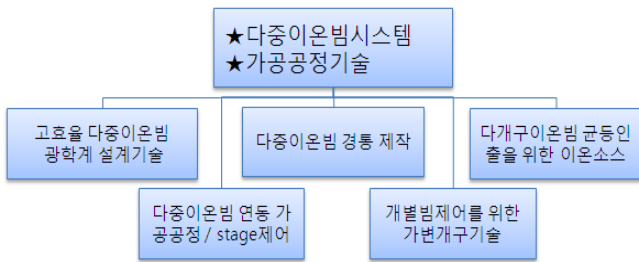 ★다중이온빔시스템
★가공공정기술
고효율 다중이온빔
광학계 설계기술
다중이온빔 경통 제작
다개구이온빔 균등인
출을 위한 이온소스
다중이온빔 연동 가
공공정 / stage제어
개별빔제어를 위한
가변개구기술